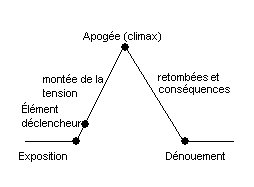 Apogée (climax)
montée de la
tension
retombées et
conséquences
Élément
déclencheur
Exposition
Dénouement